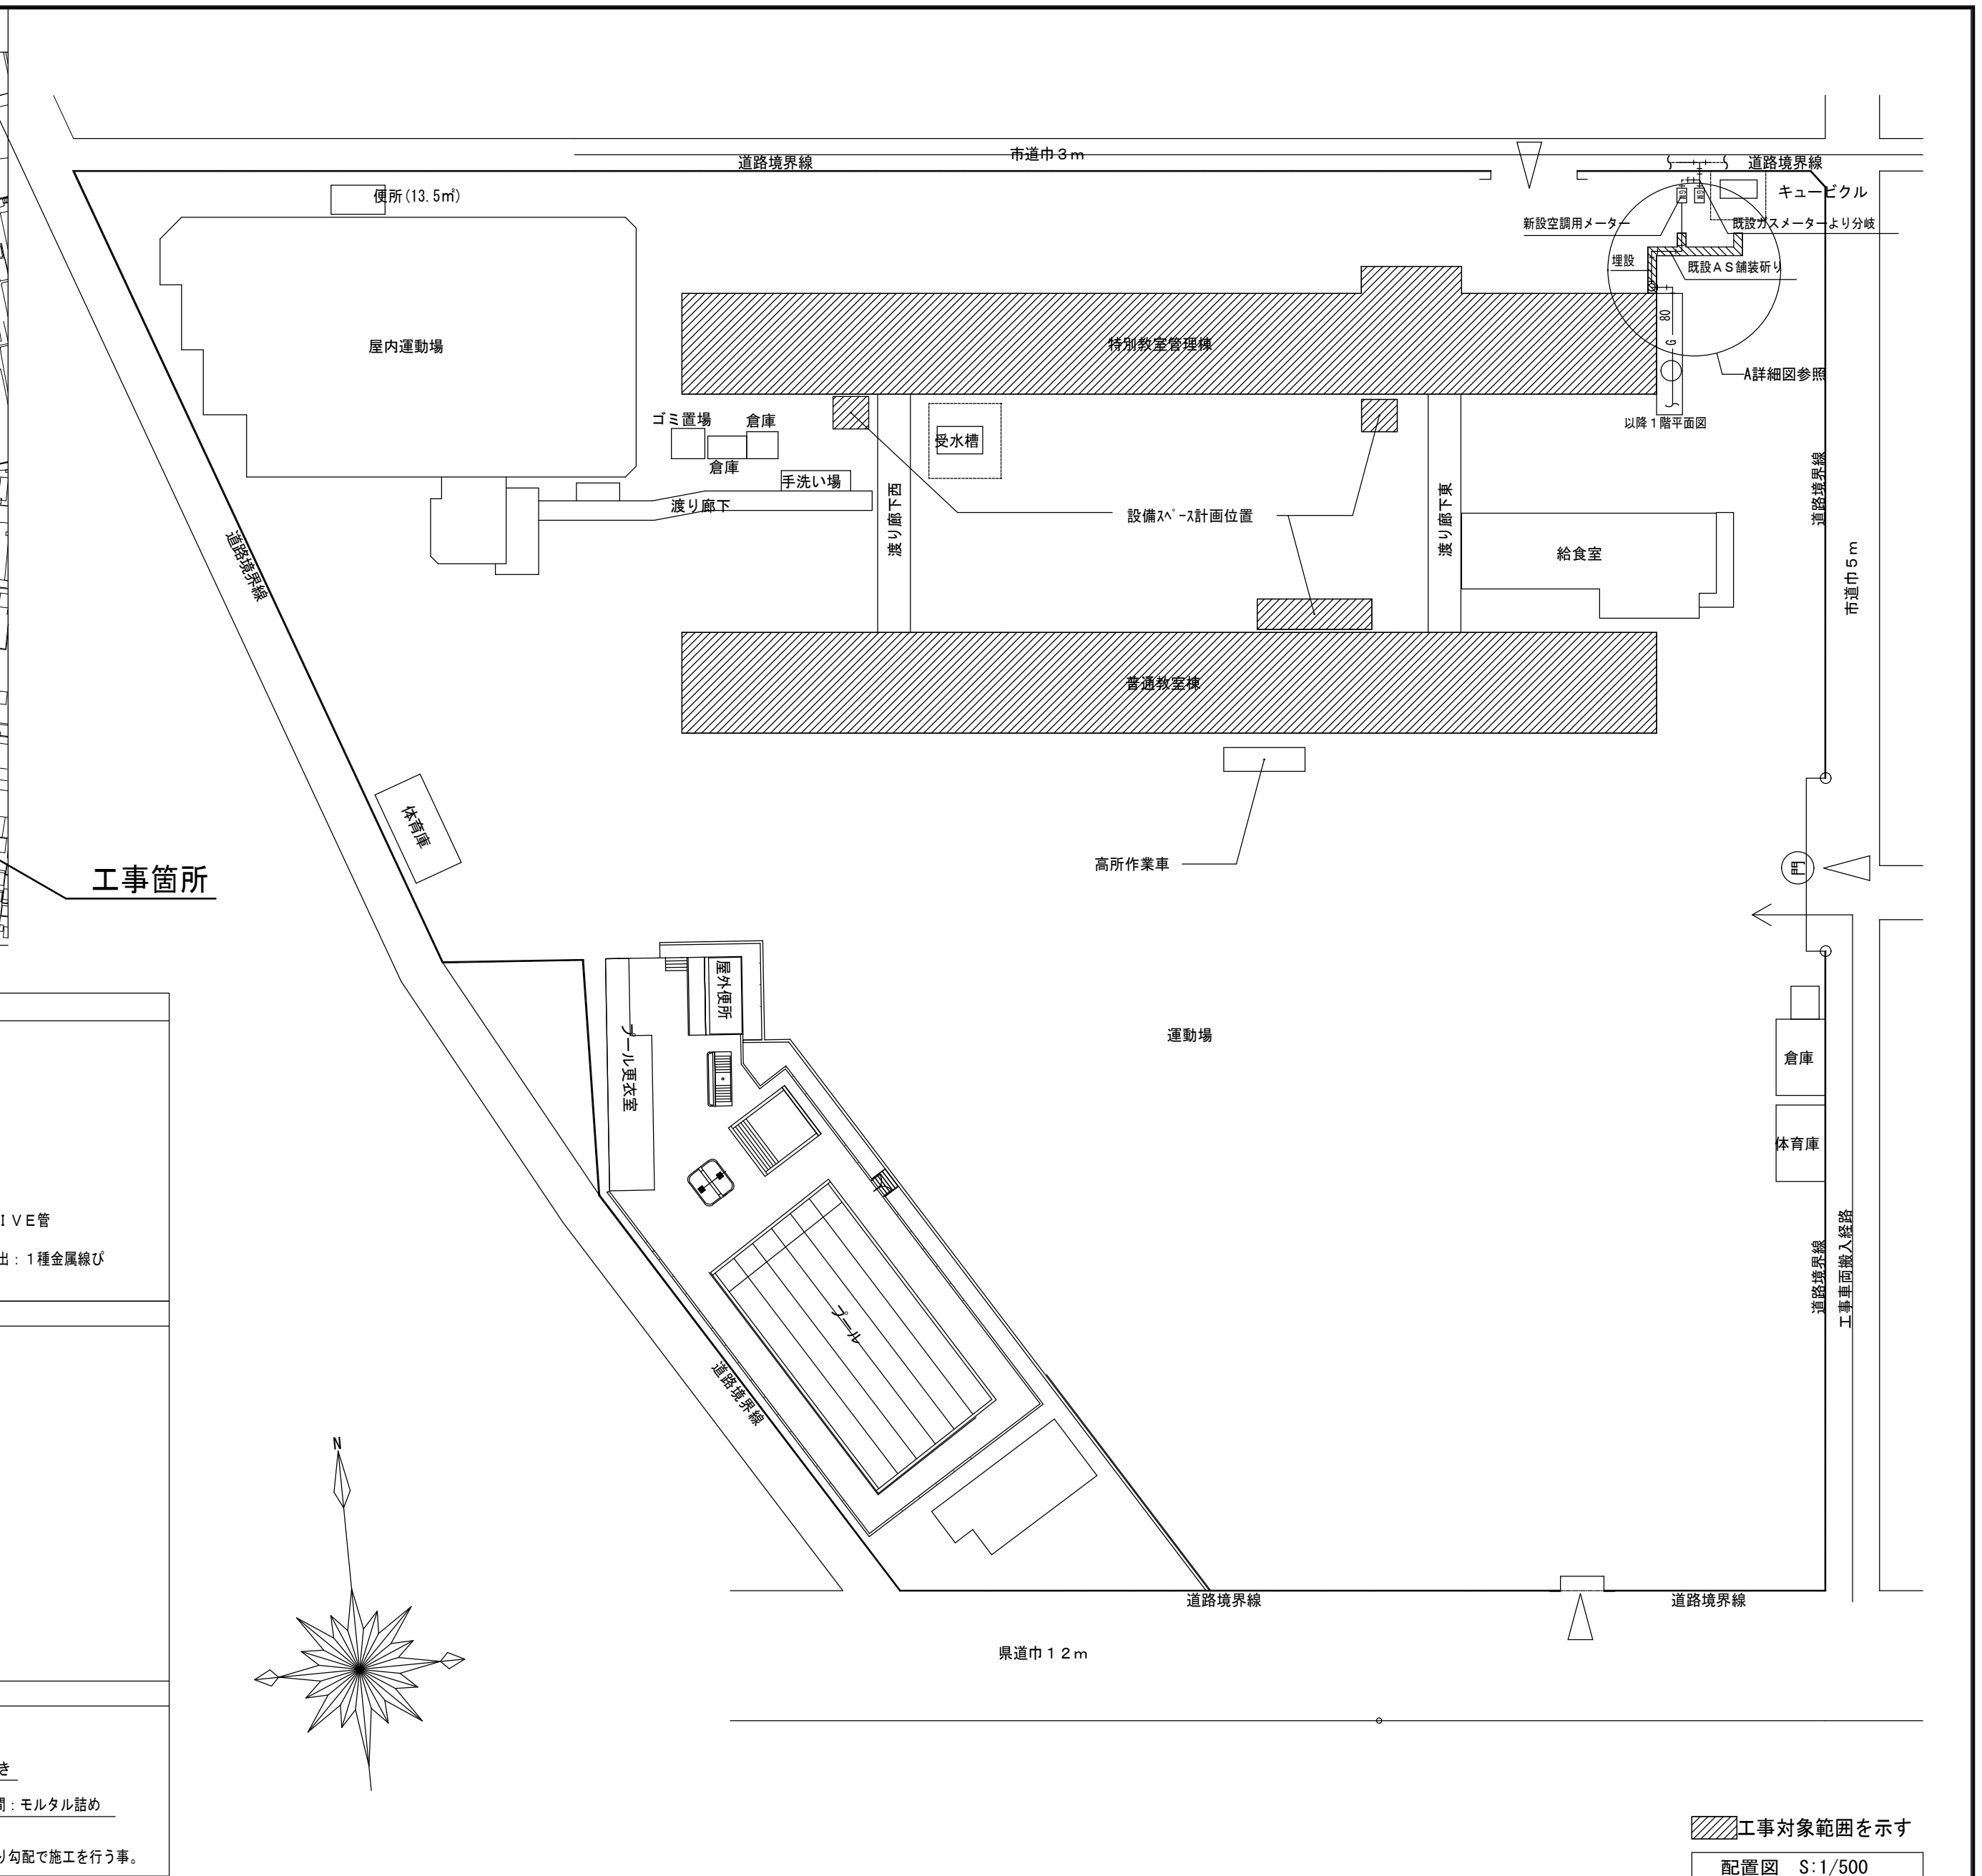 市道巾３ｍ
道路境界線
道路境界線
便所(13.5㎡)
キュービクル
新設空調用メーター
既設ガスメーターより分岐
埋設
既設ＡＳ舗装斫り
屋内運動場
特別教室管理棟
80
G
A詳細図参照
以降１階平面図
ゴミ置場
倉庫
倉庫
受水槽
手洗い場
渡り廊下
渡り廊下西
設備ｽﾍﾟｰｽ計画位置
渡り廊下東
道路境界線
給食室
市道巾５ｍ
道路境界線
普通教室棟
体育庫
高所作業車
工事箇所
門
屋外便所
プール更衣室
運動場
倉庫
体育庫
ＩＶＥ管
出：１種金属線ぴ
道路境界線
工事車両搬入経路
プール
道路境界線
N
道路境界線
道路境界線
県道巾１２ｍ
き
間：モルタル詰め
り勾配で施工を行う事。
工事対象範囲を示す
配置図　S:1/500